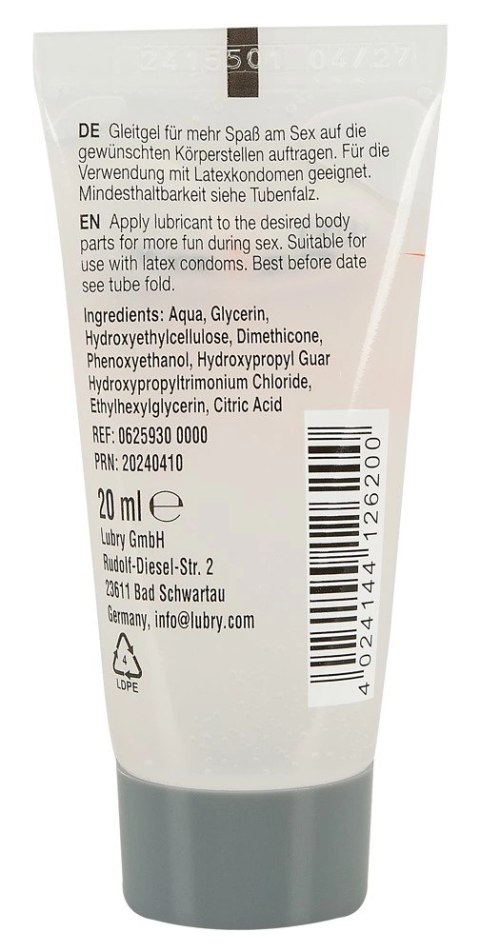 2415501 04/27
DE Gleitgel für mehr Spaß am Sex auf die
gewünschten Körperstellen auftragen. Für die
Verwendung mit Latexkondomen geeignet.
Mindesthaltbarkeit siehe Tubenfalz.
EN Apply lubricant to the desired body
parts for more fun during sex. Suitable for
use with latex condoms. Best before date
see tube fold.
Ingredients: Aqua, Glycerin,
Hydroxyethylcellulose, Dimethicone,
Phenoxyethanol, Hydroxypropyl Guar
Hydroxypropyltrimonium Chloride,
Ethylhexylglycerin, Citric Acid
REF: 0625930 0000
PRN: 20240410
20 ml ℮
Lubry GmbH
Rudolf-Diesel-Str. 2
23611 Bad Schwartau
Germany, info@lubry.com
4
LDPE
4 024144 126200